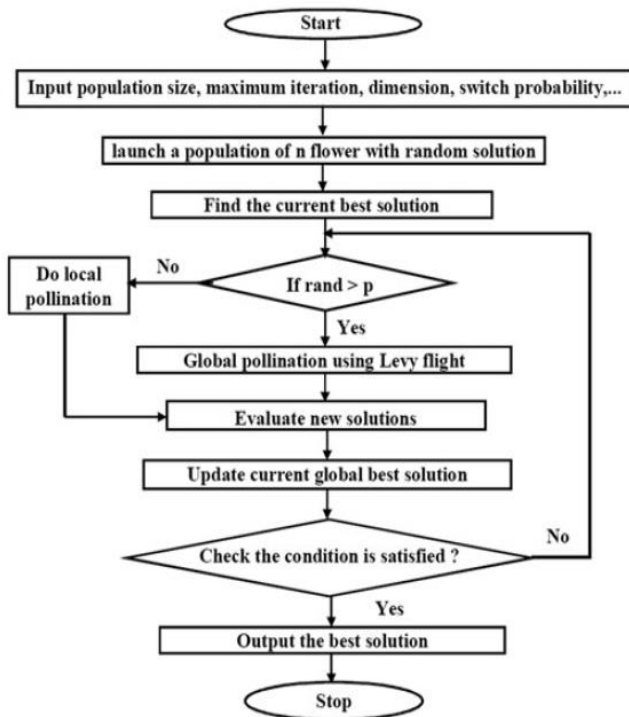 Start
Input population size, maximum iteration, dimension, switch probability,...
launch a population of n flower with random solution
Find the current best solution
No
Do local
pollination
If rand > p
Yes
Global pollination using Levy flight
Evaluate new solutions
Update current global best solution
No
Check the condition is satisfied ?
Yes
Output the best solution
Stop